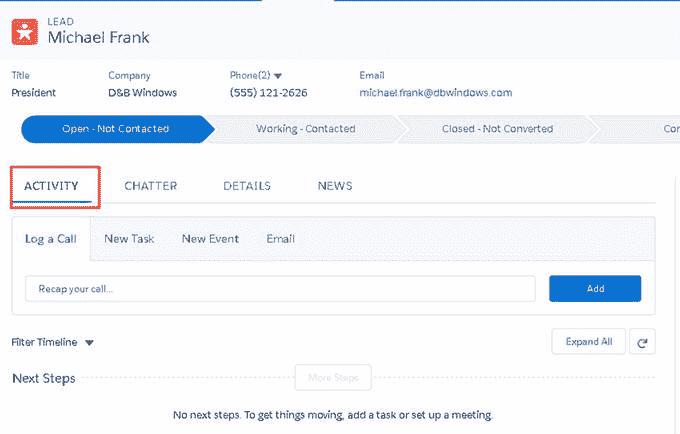 LEAD
Michael Frank
Title Company Phone(2) Email
President D&B Windows (555) 121-2626 michael.frank@dbwindows.com
Open - Not Contacted Working - Contacted Closed - Not Converted Con
ACTIVITY CHATTER DETAILS NEWS
Log a Call New Task New Event Email
Recap your call... Add
Filter Timeline Expand All
Next Steps More Steps
No next steps. To get things moving, add a task or set up a meeting.